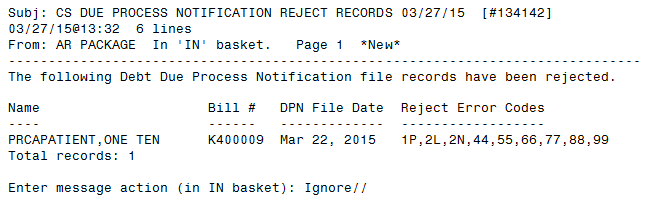 Subj: CS DUE PROCESS NOTIFICATION REJECT RECORDS 03/27/15  [#134142]
03/27/15@13:32  6 lines
From: AR PACKAGE  In 'IN' basket.   Page 1  *New*
-------------------------------------------------------------------------------
The following Debt Due Process Notification file records have been rejected.

Name                     Bill #   DPN File Date  Reject Error Codes
----                     ------   -------------  ------------------
PRCAPATIENT,ONE TEN      K400009  Mar 22, 2015   1P,2L,2N,44,55,66,77,88,99
Total records: 1

Enter message action (in IN basket): Ignore//